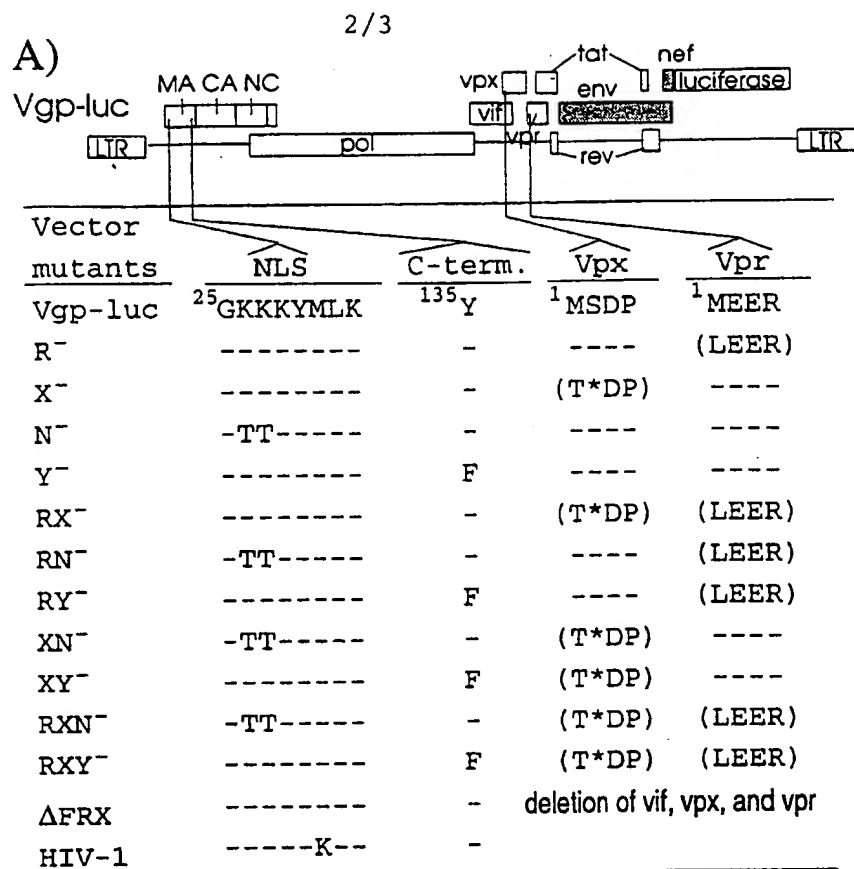 2/3
A)
tat nef
MA CA NC vpx env luciferase
Vgp-luc vif v
LTR pol vpr rev LTR
Vector
mutants NLS C-term. Vpx Vpr
Vgp-luc ²⁵GKKKYMLK ¹³⁵Y ¹MSDP ¹MEER
R⁻ -------- - ---- (LEER)
X⁻ -------- - (T*DP) ----
N⁻ -TT----- - ---- ----
Y⁻ -------- F ---- ----
RX⁻ -------- - (T*DP) (LEER)
RN⁻ -TT----- - ---- (LEER)
RY⁻ -------- F ---- (LEER)
XN⁻ -TT----- - (T*DP) ----
XY⁻ -------- F (T*DP) ----
RXN⁻ -TT----- - (T*DP) (LEER)
RXY⁻ -------- F (T*DP) (LEER)
ΔFRX -------- - deletion of vif, vpx, and vpr
HIV-1 -----K-- -